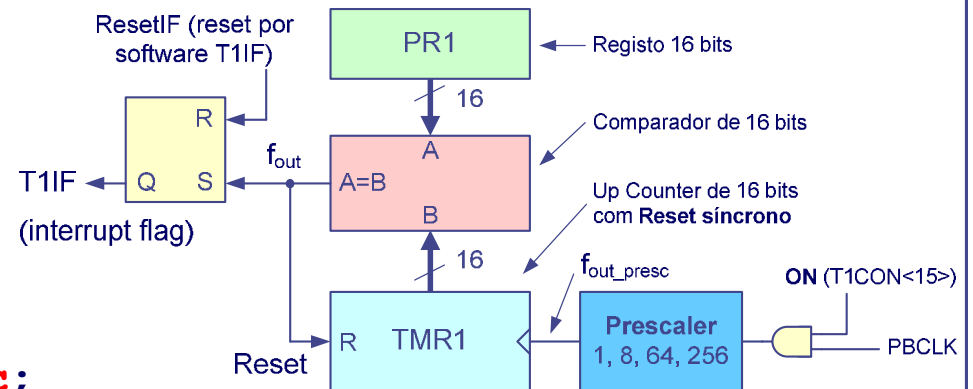 ResetIF (reset por
software T1IF)
PR1
Registo 16 bits
16
R
Comparador de 16 bits
A
f_out
T1IF
Q
S
A=B
(interrupt flag)
B
Up Counter de 16 bits
com Reset síncrono
16
f_out_presc
ON (T1CON<15>)
R
TMR1
Prescaler
1, 8, 64, 256
PBCLK
Reset